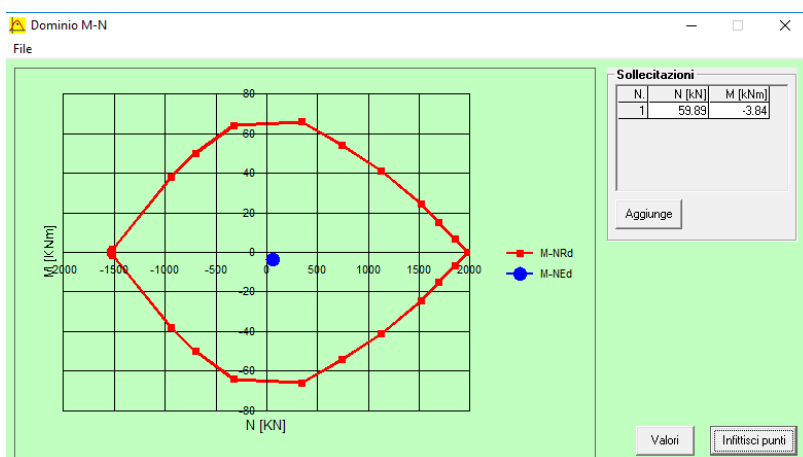 Dominio M-N
File
80
60
40
20
0
-20
-40
-60
-80
-2000 -1500 -1000 -500 0 500 1000 1500 2000
M [KNm]
N [KN]
M-NRd
M-NEd
Sollecitazioni
N. N [kN] M [kNm]
1 59.89 -3.84
Aggiunge
Valori
Infittisci punti